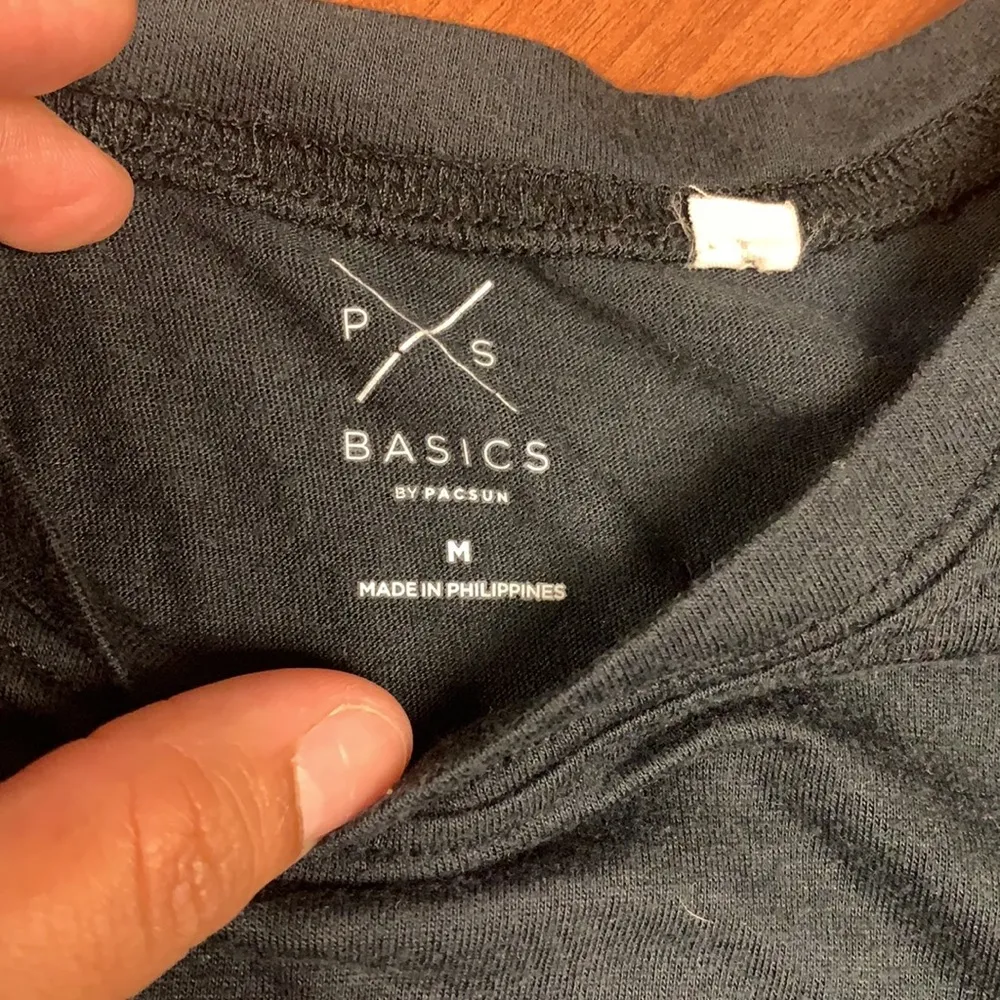 P S
BASICS
BY PACSUN
M
MADE IN PHILIPPINES